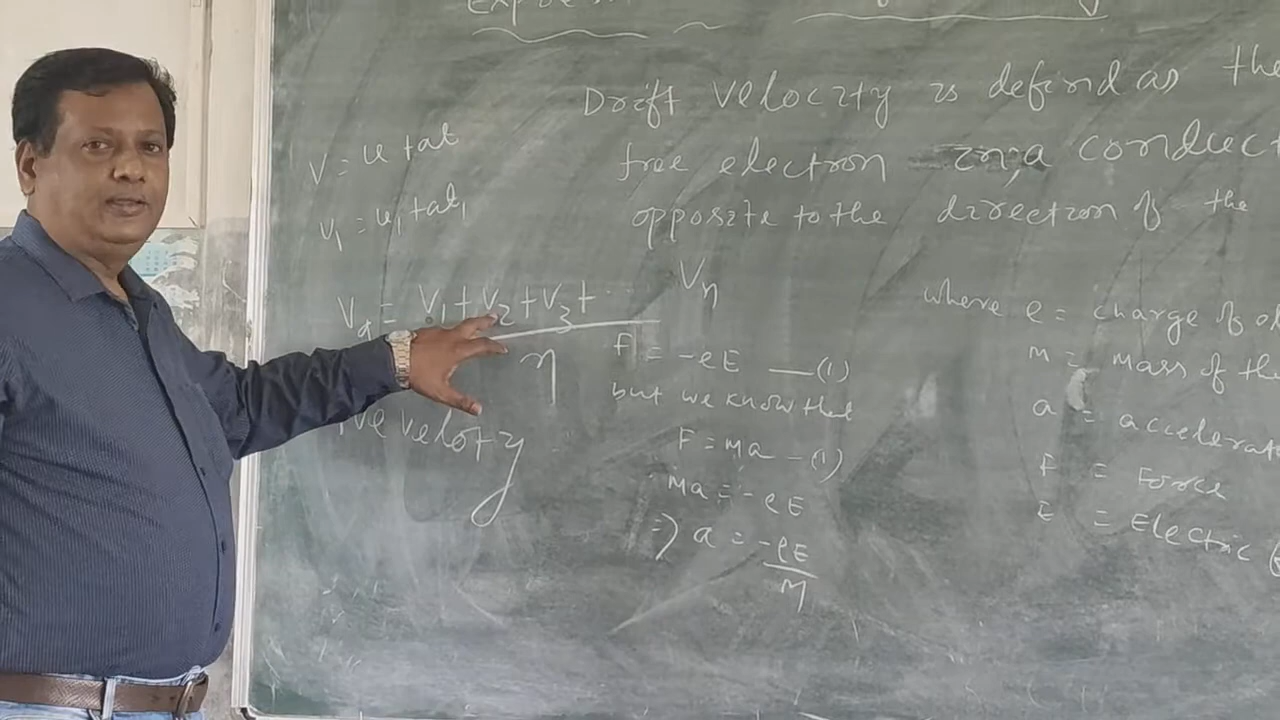 Drift velocity is defind as the
free electron in, a conduct
opposite to the direction of the
V = u + at
V₁ = u₁ + at₁
Vd = V₁ + V₂ + V₃ + ... Vn
n
ve veloty
F = -eE —(1)
but we know that
F = ma —(1)
ma = -eE
=> a = -eE
m
where e = charge of
m = mass of the
a = accelerat
F = Force
E = Electric